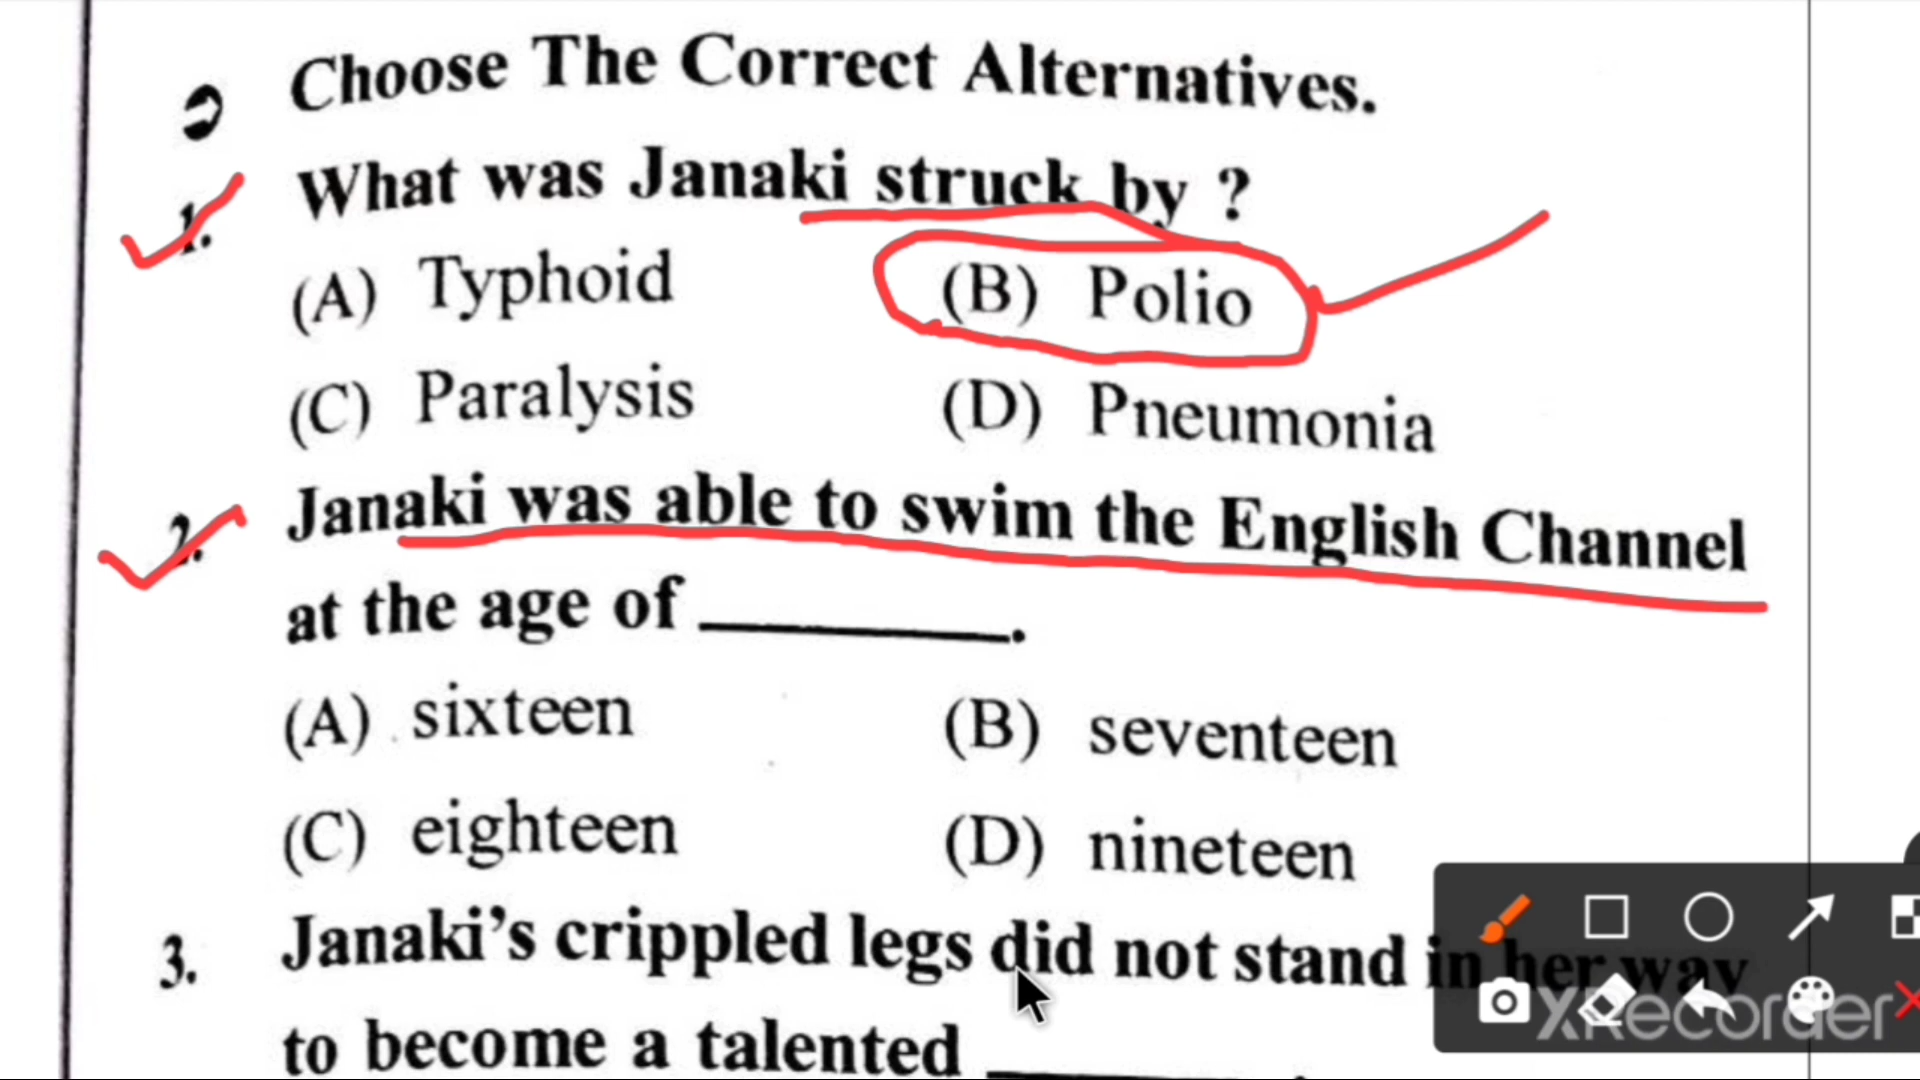 Choose The Correct Alternatives.
1. What was Janaki struck by ?
(A) Typhoid (B) Polio
(C) Paralysis (D) Pneumonia
2. Janaki was able to swim the English Channel
at the age of __________.
(A) sixteen (B) seventeen
(C) eighteen (D) nineteen
3. Janaki’s crippled legs did not stand in her way
to become a talented __________.
XRecorder